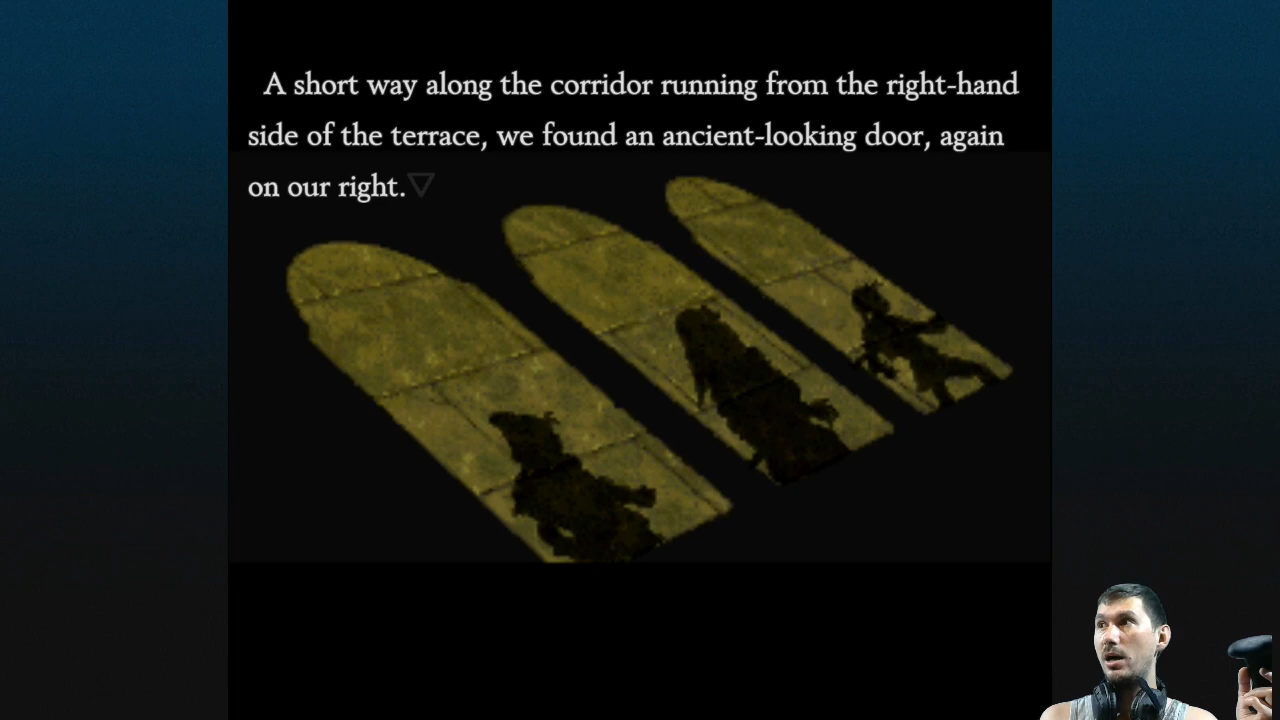 A short way along the corridor running from the right-hand
side of the terrace, we found an ancient-looking door, again
on our right.